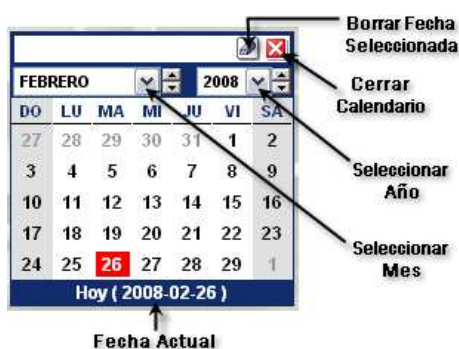 Borrar Fecha
Seleccionada
FEBRERO 2008
Cerrar
Calendario
DO LU MA MI JU VI SA
27 28 29 30 31 1 2
3 4 5 6 7 8 9
10 11 12 13 14 15 16
17 18 19 20 21 22 23
24 25 26 27 28 29 1
Seleccionar
Año
Seleccionar
Mes
Hoy ( 2008-02-26 )
Fecha Actual